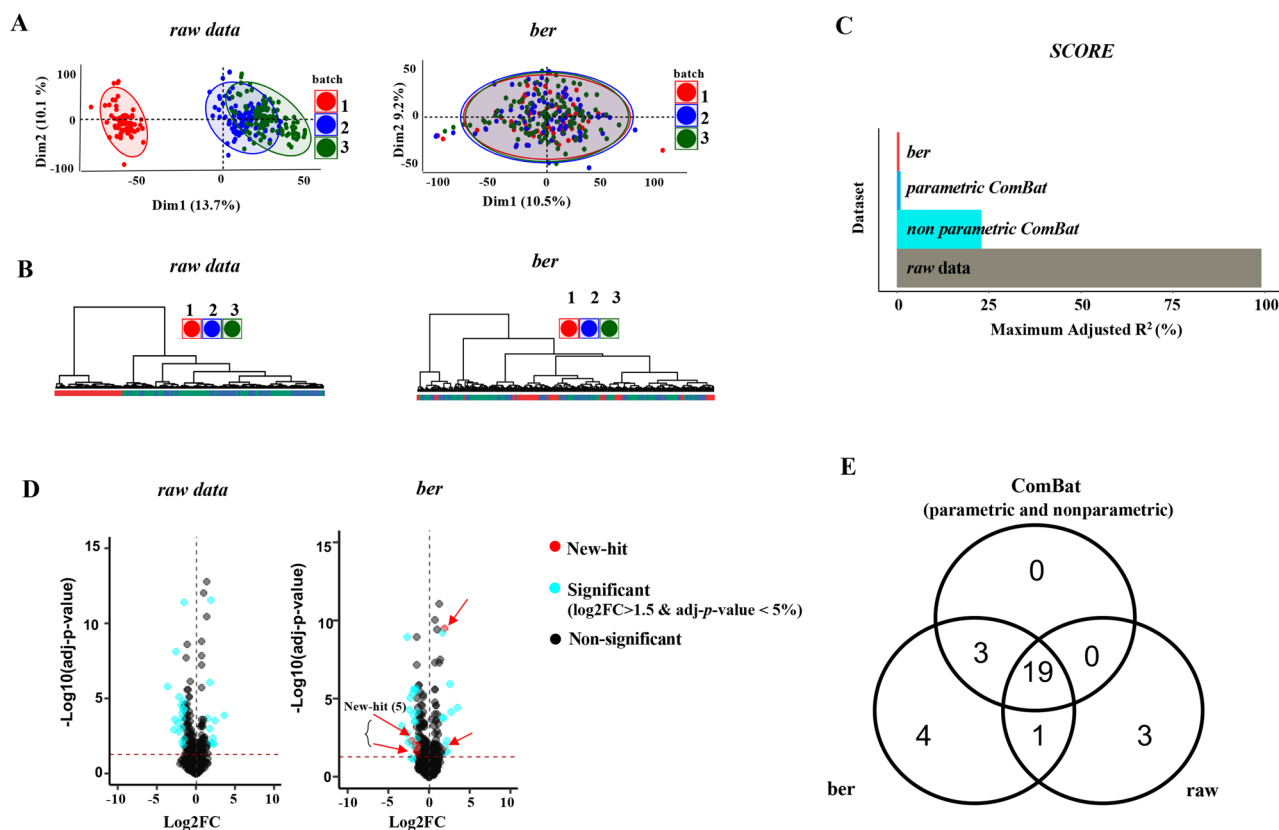 A
raw data
Dim2 (10.1 %)
100
0
-100
-50
0
50
Dim1 (13.7%)
batch
1
2
3
ber
Dim2 9.2%)
50
0
-50
-100
-50
0
50
100
Dim1 (10.5%)
batch
1
2
3
B
raw data
1 2 3
ber
1 2 3
C
SCORE
Dataset
ber
parametric ComBat
non parametric ComBat
raw data
0
25
50
75
100
Maximum Adjusted R² (%)
D
raw data
-Log10(adj-p-value)
15
10
5
0
-10
-5
0
5
10
Log2FC
ber
-Log10(adj-p-value)
15
10
5
0
New-hit (5)
-10
-5
0
5
10
Log2FC
New-hit
Significant
(log2FC>1.5 & adj-p-value < 5%)
Non-significant
E
ComBat
(parametric and nonparametric)
0
3
19
0
4
1
3
ber
raw